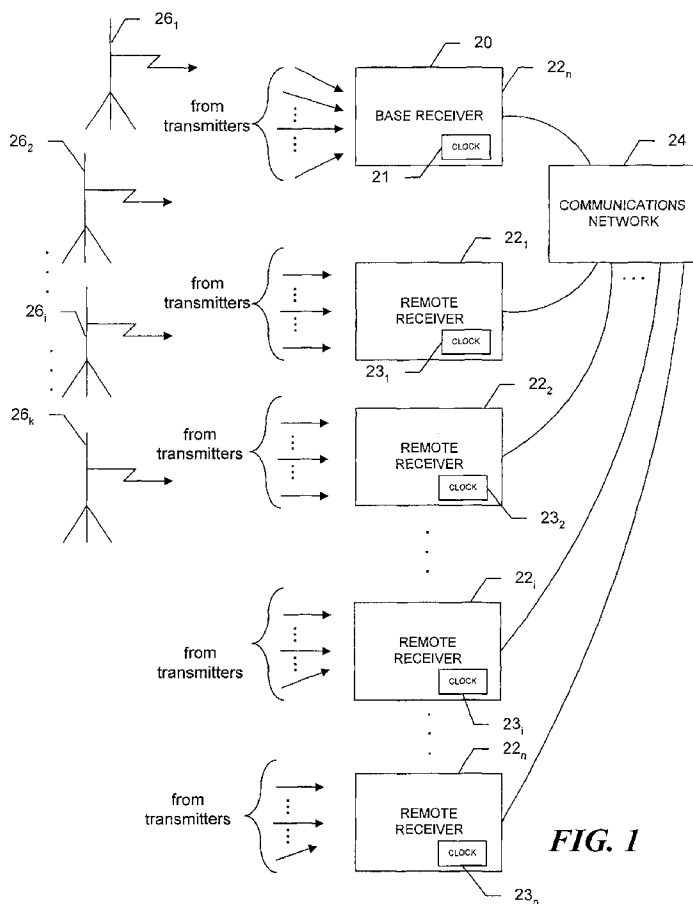 26₁
26₂
26ᵢ
26ₖ
from
transmitters
20
22ₙ
BASE RECEIVER
CLOCK
21
24
COMMUNICATIONS
NETWORK
from
transmitters
22₁
REMOTE
RECEIVER
CLOCK
23₁
from
transmitters
22₂
REMOTE
RECEIVER
CLOCK
23₂
from
transmitters
22ᵢ
REMOTE
RECEIVER
CLOCK
23ᵢ
from
transmitters
22ₙ
REMOTE
RECEIVER
CLOCK
23ₙ
FIG. 1